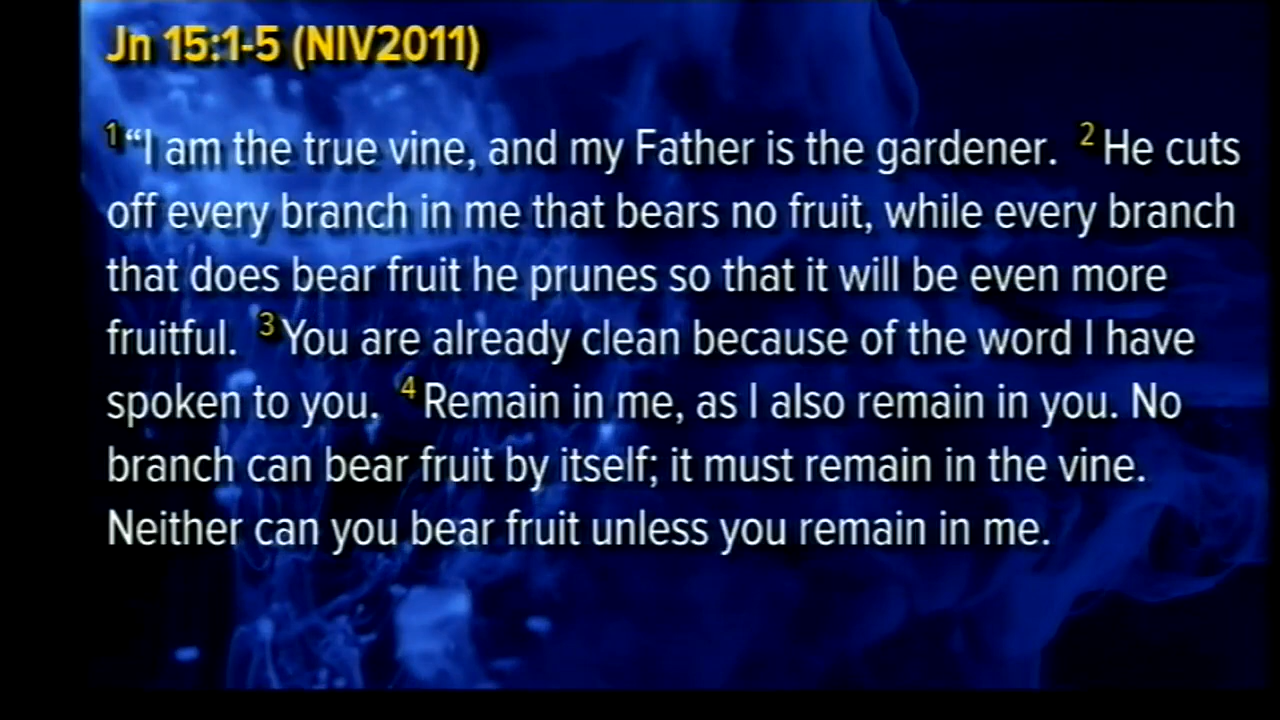 Jn 15:1-5 (NIV2011)
1 “I am the true vine, and my Father is the gardener. 2 He cuts
off every branch in me that bears no fruit, while every branch
that does bear fruit he prunes so that it will be even more
fruitful. 3 You are already clean because of the word I have
spoken to you. 4 Remain in me, as I also remain in you. No
branch can bear fruit by itself; it must remain in the vine.
Neither can you bear fruit unless you remain in me.